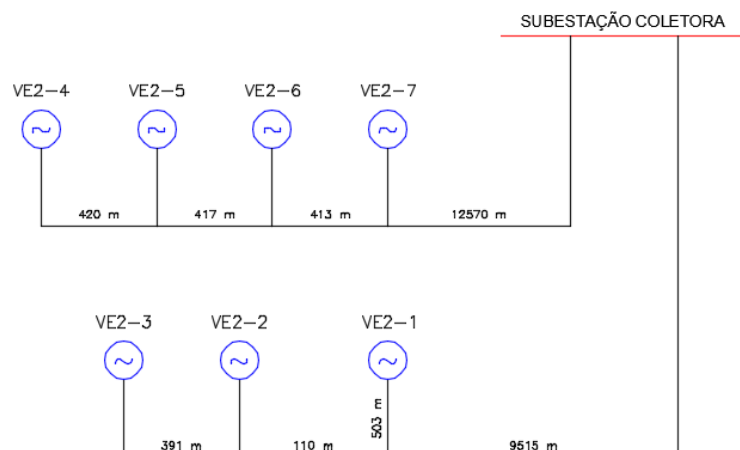 SUBESTAÇÃO COLETORA
VE2-4 VE2-5 VE2-6 VE2-7
420 m 417 m 413 m 12570 m
VE2-3 VE2-2 VE2-1
503 m
391 m 110 m 9515 m